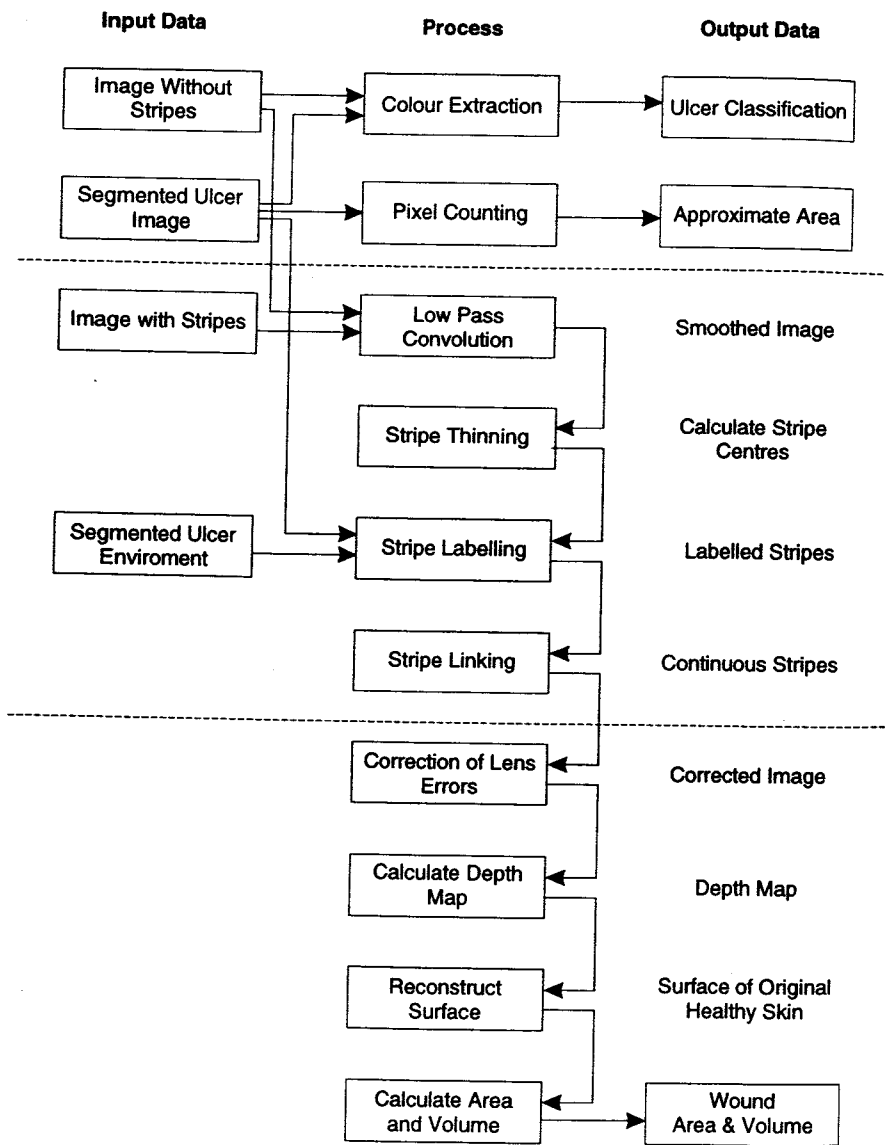 Input Data
Process
Output Data
Image Without
Stripes
Colour Extraction
Ulcer Classification
Segmented Ulcer
Image
Pixel Counting
Approximate Area
Image with Stripes
Low Pass
Convolution
Smoothed Image
Stripe Thinning
Calculate Stripe
Centres
Segmented Ulcer
Enviroment
Stripe Labelling
Labelled Stripes
Stripe Linking
Continuous Stripes
Correction of Lens
Errors
Corrected Image
Calculate Depth
Map
Depth Map
Reconstruct
Surface
Surface of Original
Healthy Skin
Calculate Area
and Volume
Wound
Area & Volume